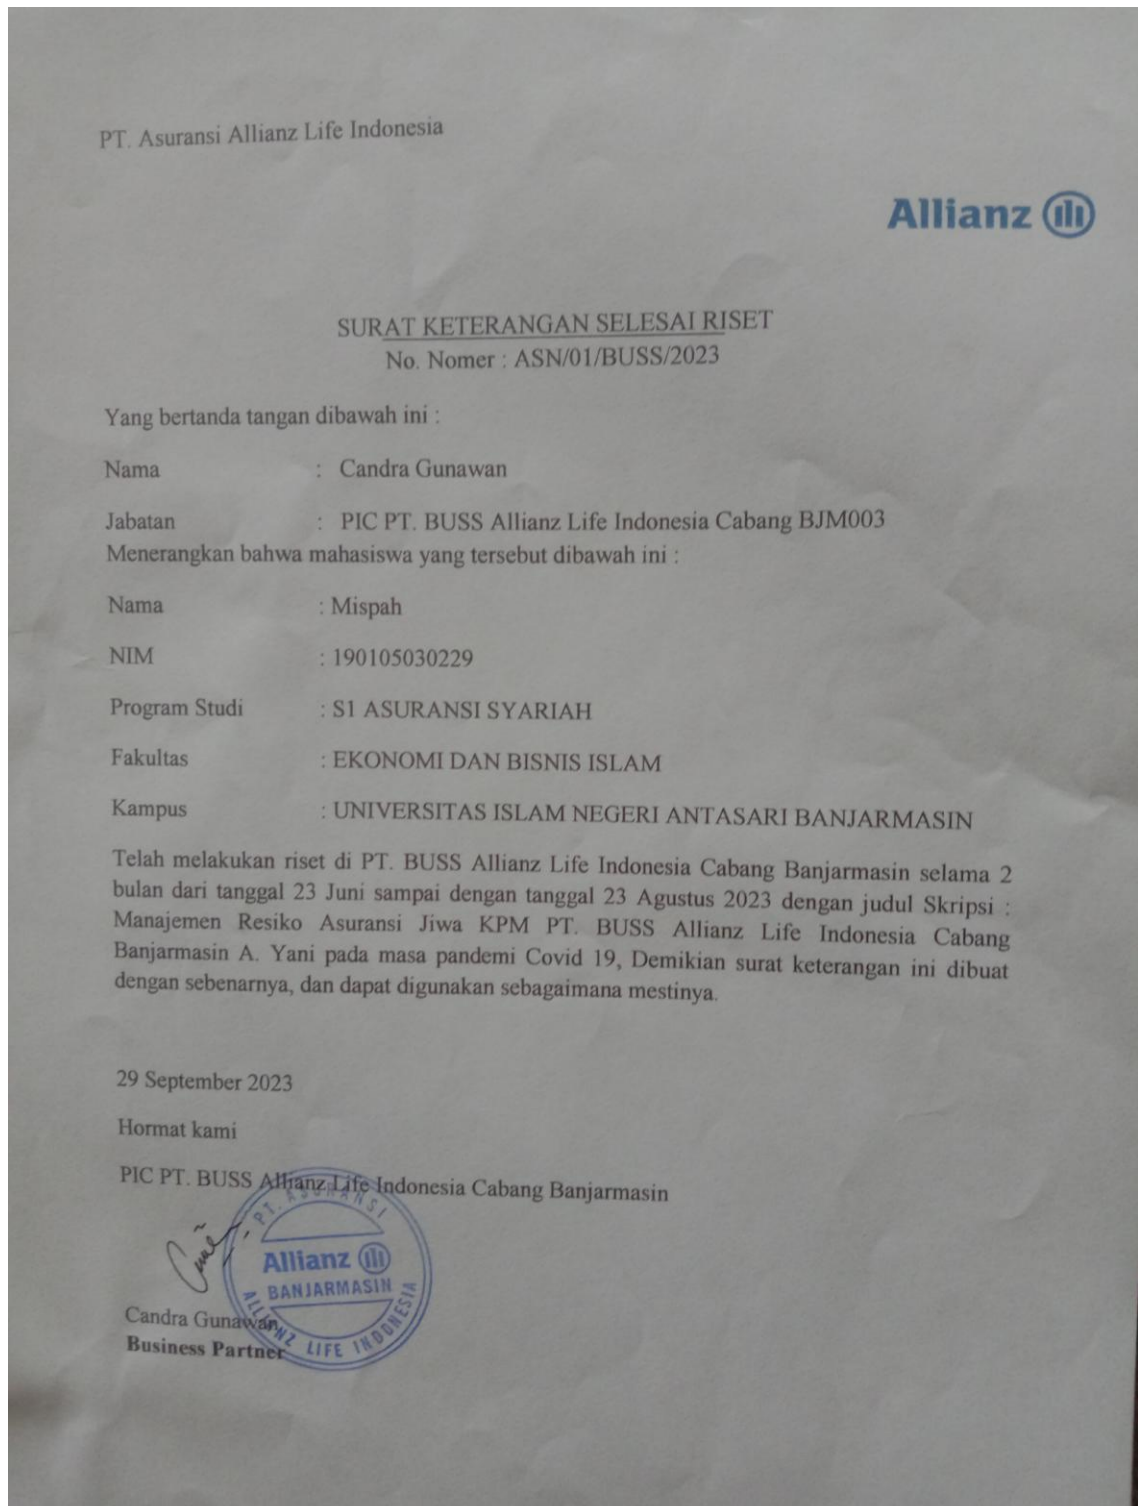 PT. Asuransi Allianz Life Indonesia
Allianz
SURAT KETERANGAN SELESAI RISET
No. Nomer : ASN/01/BUSS/2023
Yang bertanda tangan dibawah ini :
Nama : Candra Gunawan
Jabatan : PIC PT. BUSS Allianz Life Indonesia Cabang BJM003
Menerangkan bahwa mahasiswa yang tersebut dibawah ini :
Nama : Mispah
NIM : 190105030229
Program Studi : S1 ASURANSI SYARIAH
Fakultas : EKONOMI DAN BISNIS ISLAM
Kampus : UNIVERSITAS ISLAM NEGERI ANTASARI BANJARMASIN
Telah melakukan riset di PT. BUSS Allianz Life Indonesia Cabang Banjarmasin selama 2
bulan dari tanggal 23 Juni sampai dengan tanggal 23 Agustus 2023 dengan judul Skripsi :
Manajemen Resiko Asuransi Jiwa KPM PT. BUSS Allianz Life Indonesia Cabang
Banjarmasin A. Yani pada masa pandemi Covid 19, Demikian surat keterangan ini dibuat
dengan sebenarnya, dan dapat digunakan sebagaimana mestinya.
29 September 2023
Hormat kami
PIC PT. BUSS Allianz Life Indonesia Cabang Banjarmasin
PT. ASURANSI
Allianz
BANJARMASIN
ALLIANZ LIFE INDONESIA
Candra Gunawan
Business Partner